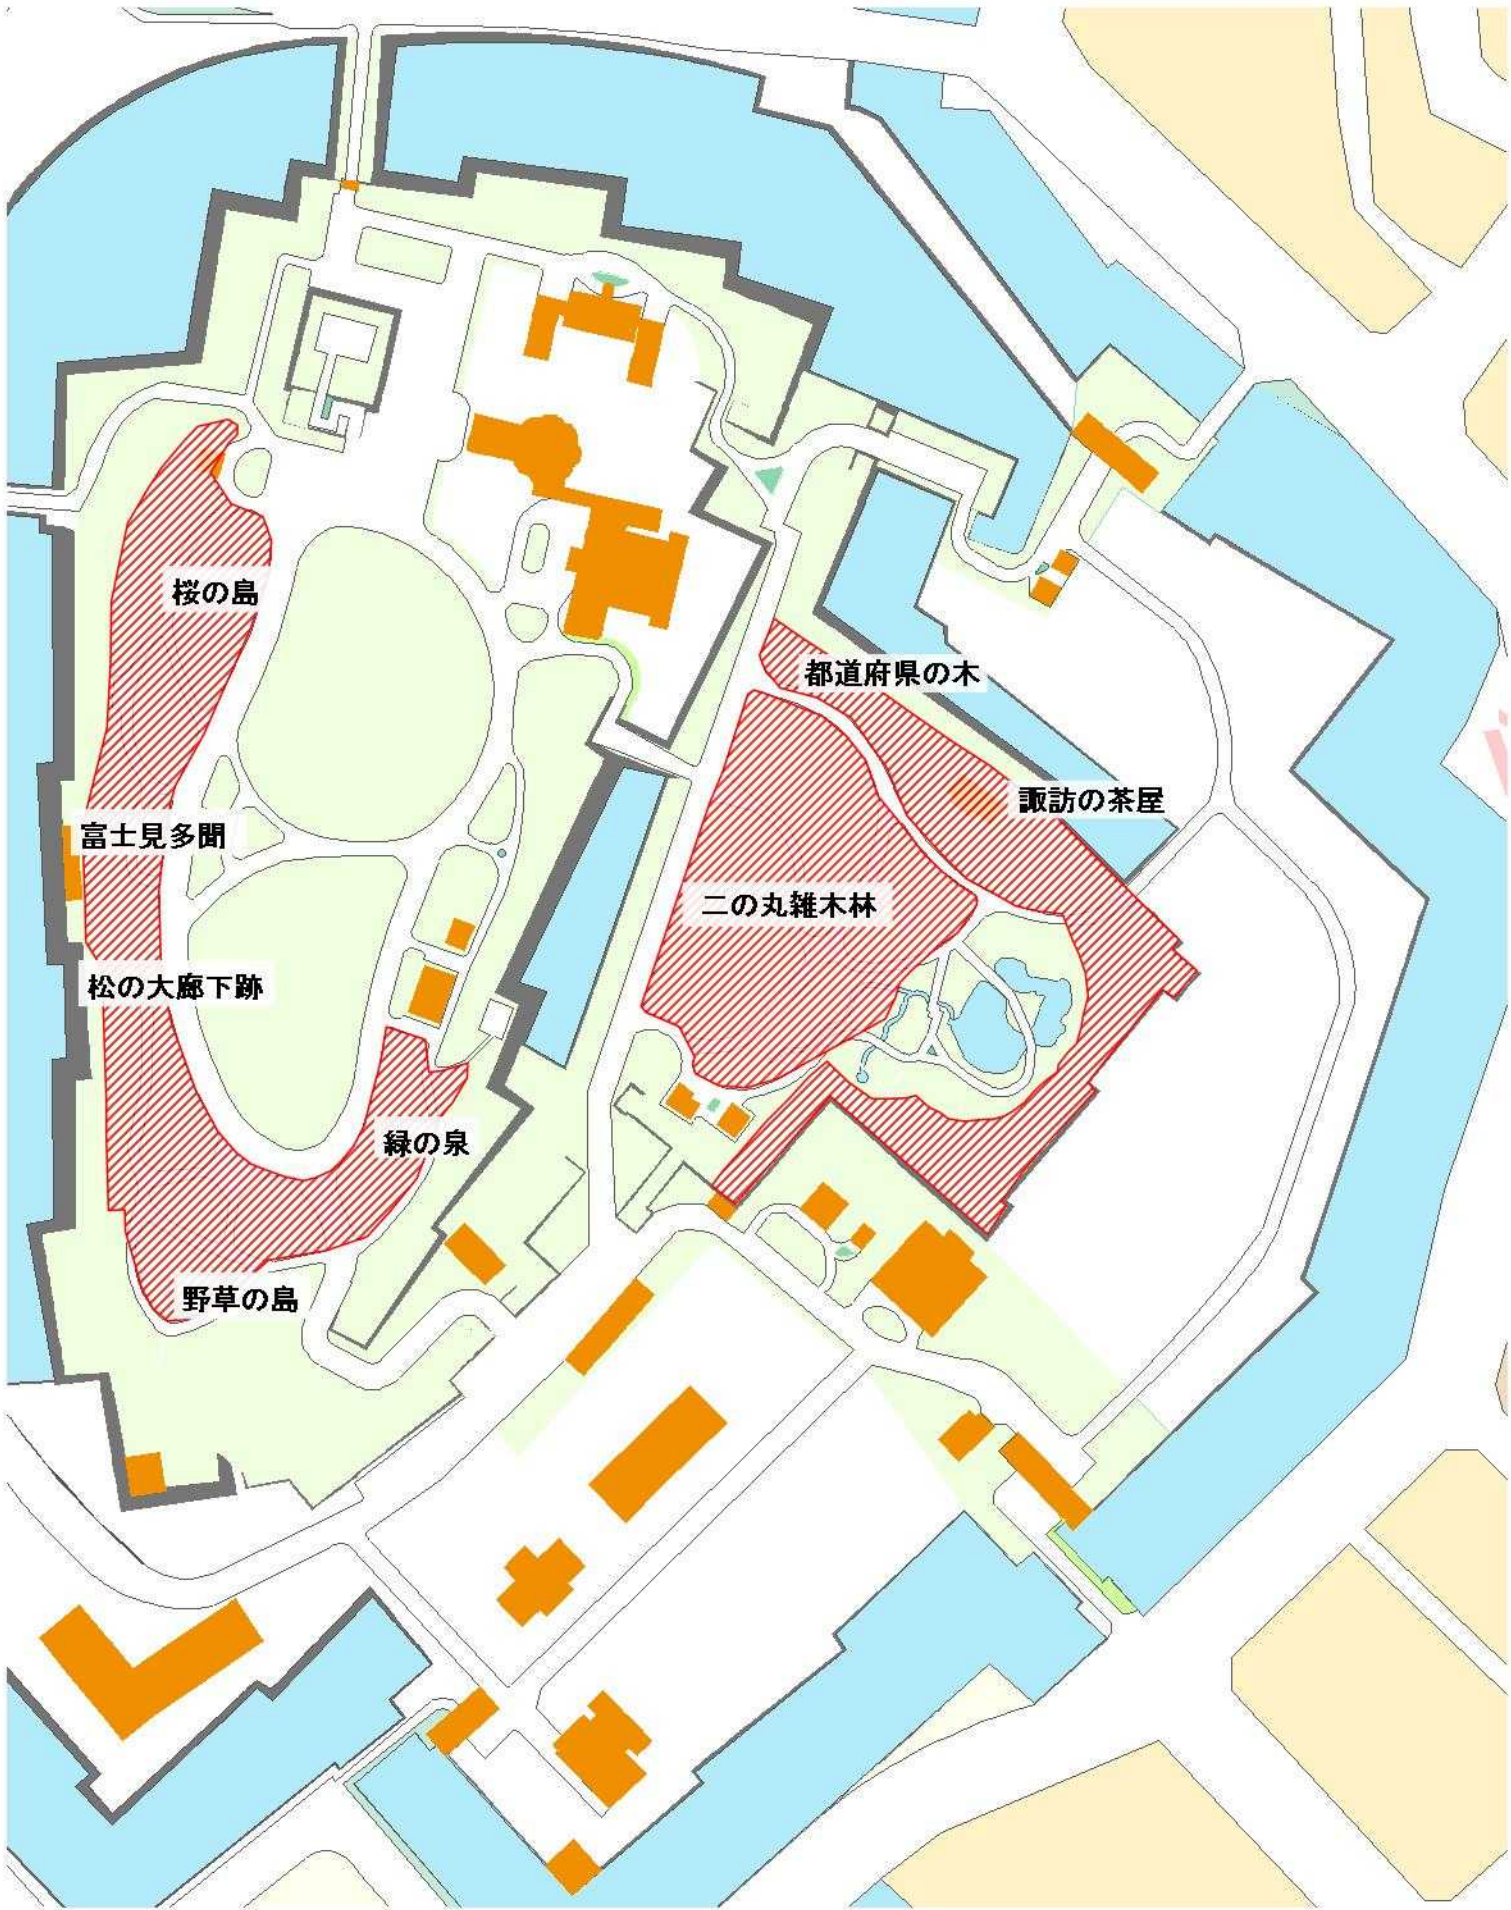 桜の島
都道府県の木
諏訪の茶屋
富士見多聞
二の丸雑木林
松の大廊下跡
緑の泉
野草の島